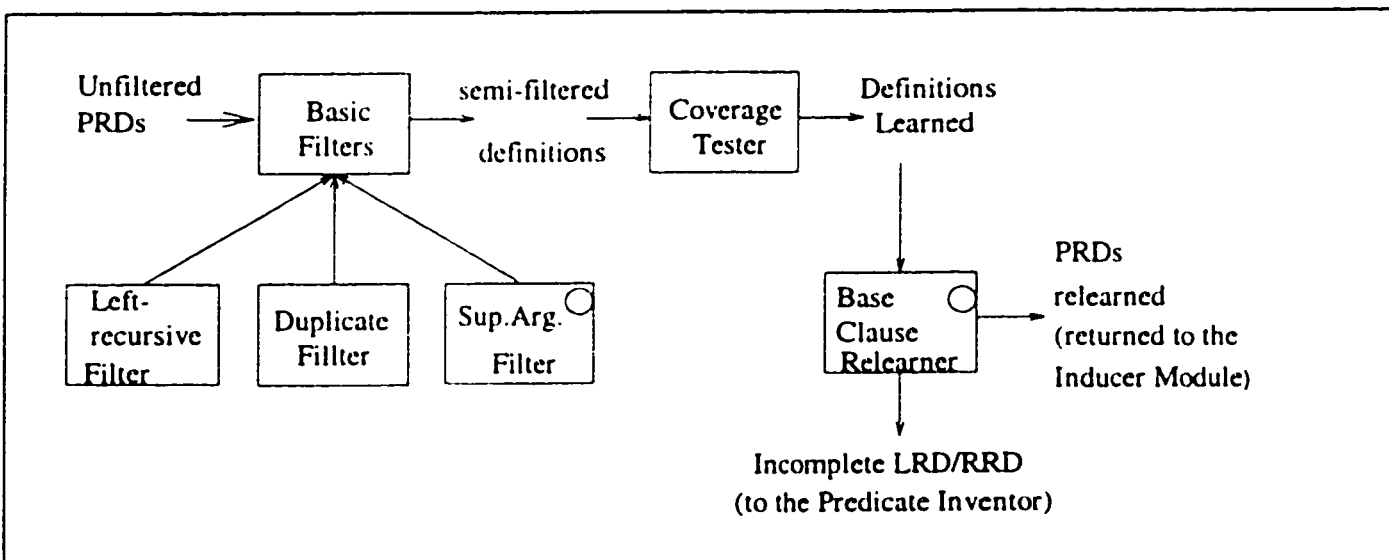 Unfiltered
PRDs
Basic
Filters
semi-filtered
definitions
Coverage
Tester
Definitions
Learned
Left-
recursive
Filter
Duplicate
Fillter
Sup.Arg.
Filter
Base
Clause
Relearner
PRDs
relearned
(returned to the
Inducer Module)
Incomplete LRD/RRD
(to the Predicate Inventor)